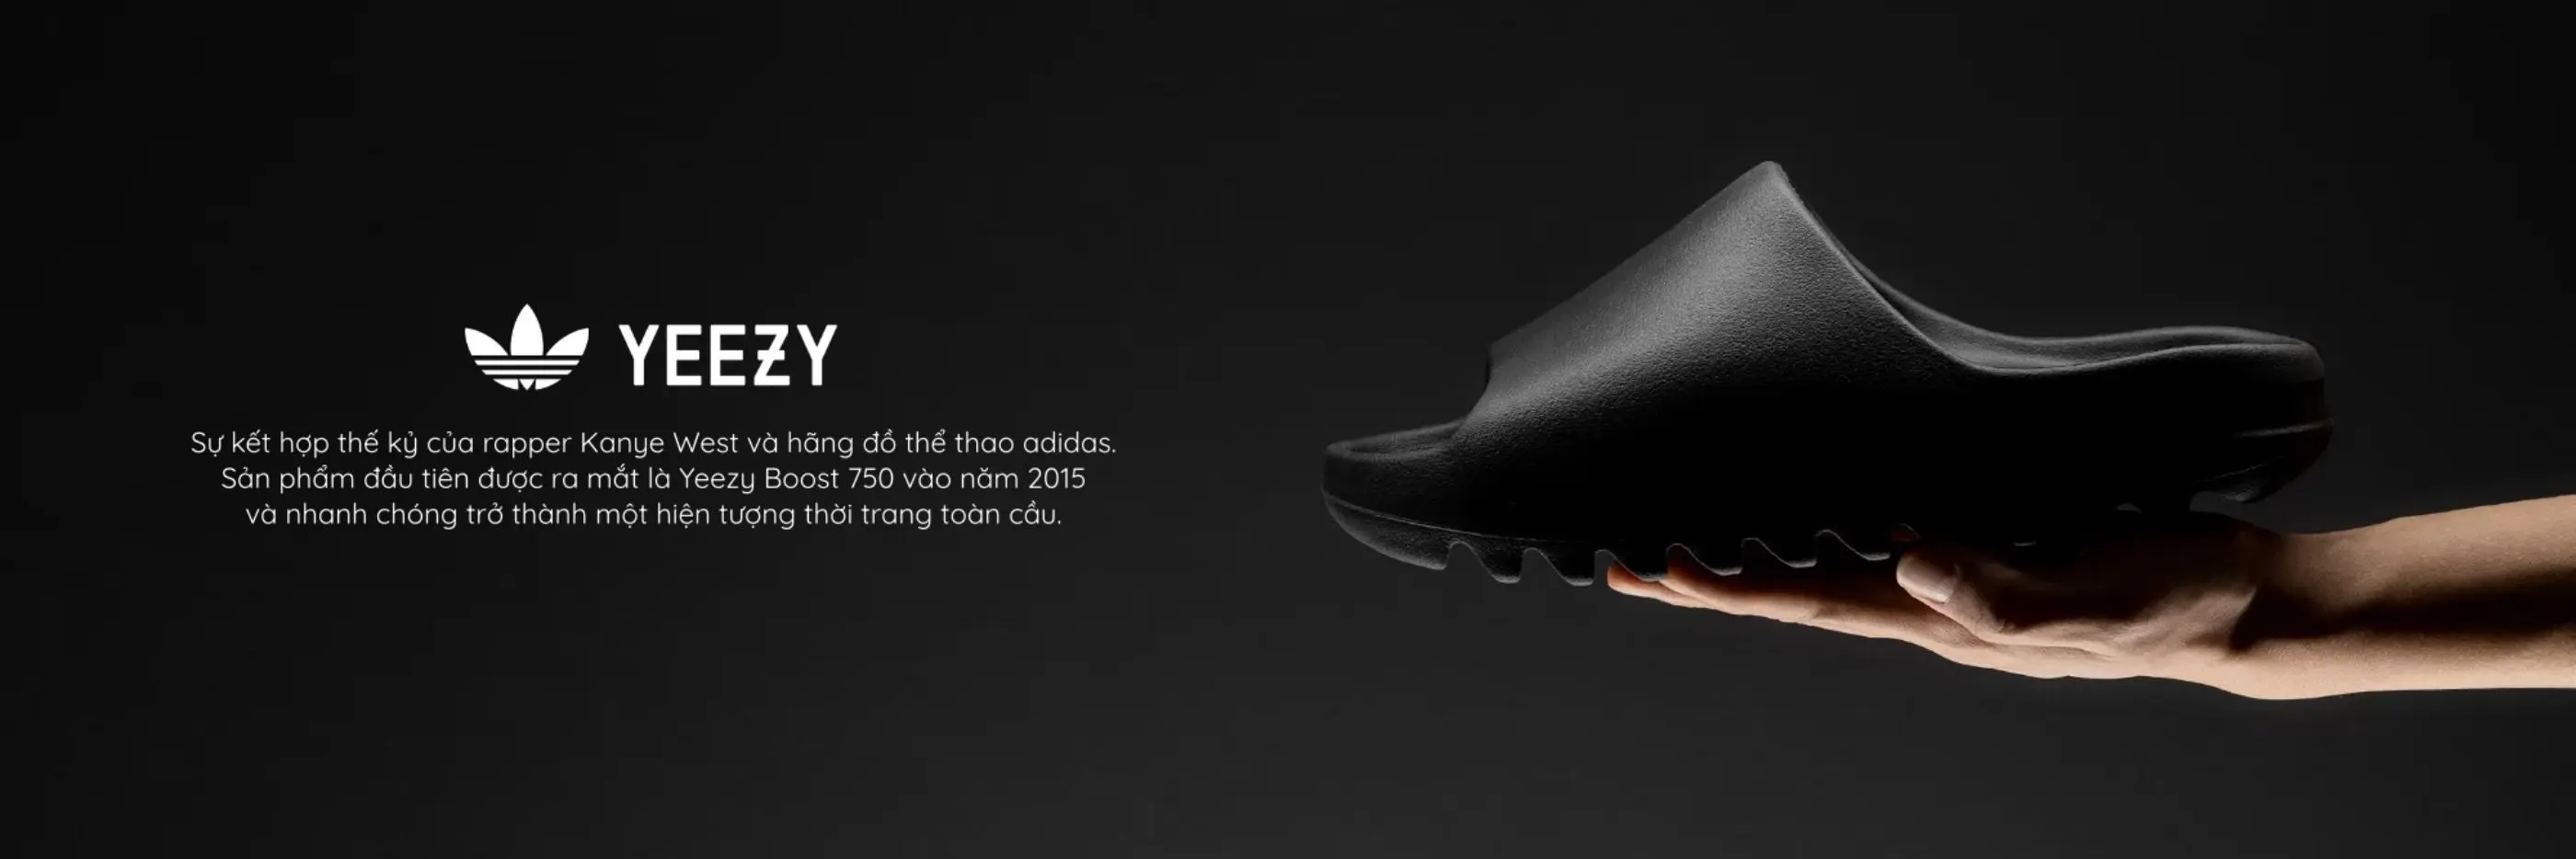 YEEZY
Sự kết hợp thế kỷ của rapper Kanye West và hãng đồ thể thao adidas.
Sản phẩm đầu tiên được ra mắt là Yeezy Boost 750 vào năm 2015
và nhanh chóng trở thành một hiện tượng thời trang toàn cầu.